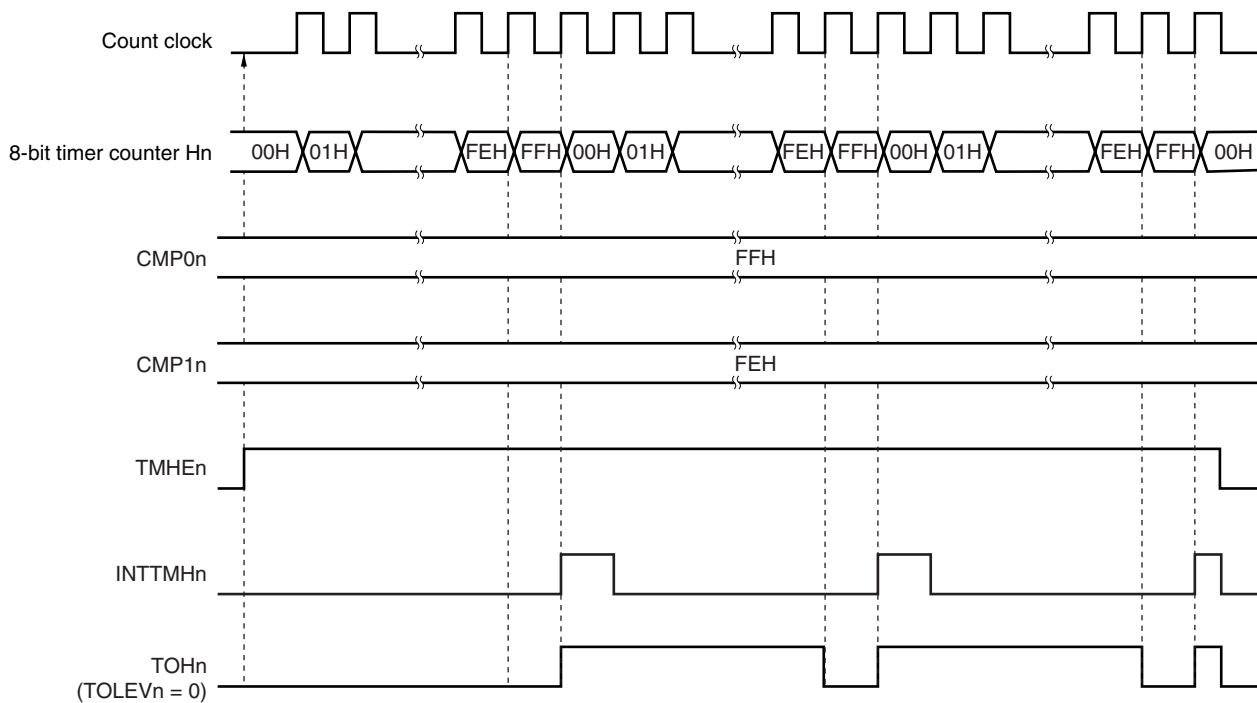 Count clock
8-bit timer counter Hn 00H 01H FEH FFH 00H 01H FEH FFH 00H 01H FEH FFH 00H
CMP0n FFH
CMP1n FEH
TMHEn
INTTMHn
TOHn
(TOLEVn = 0)